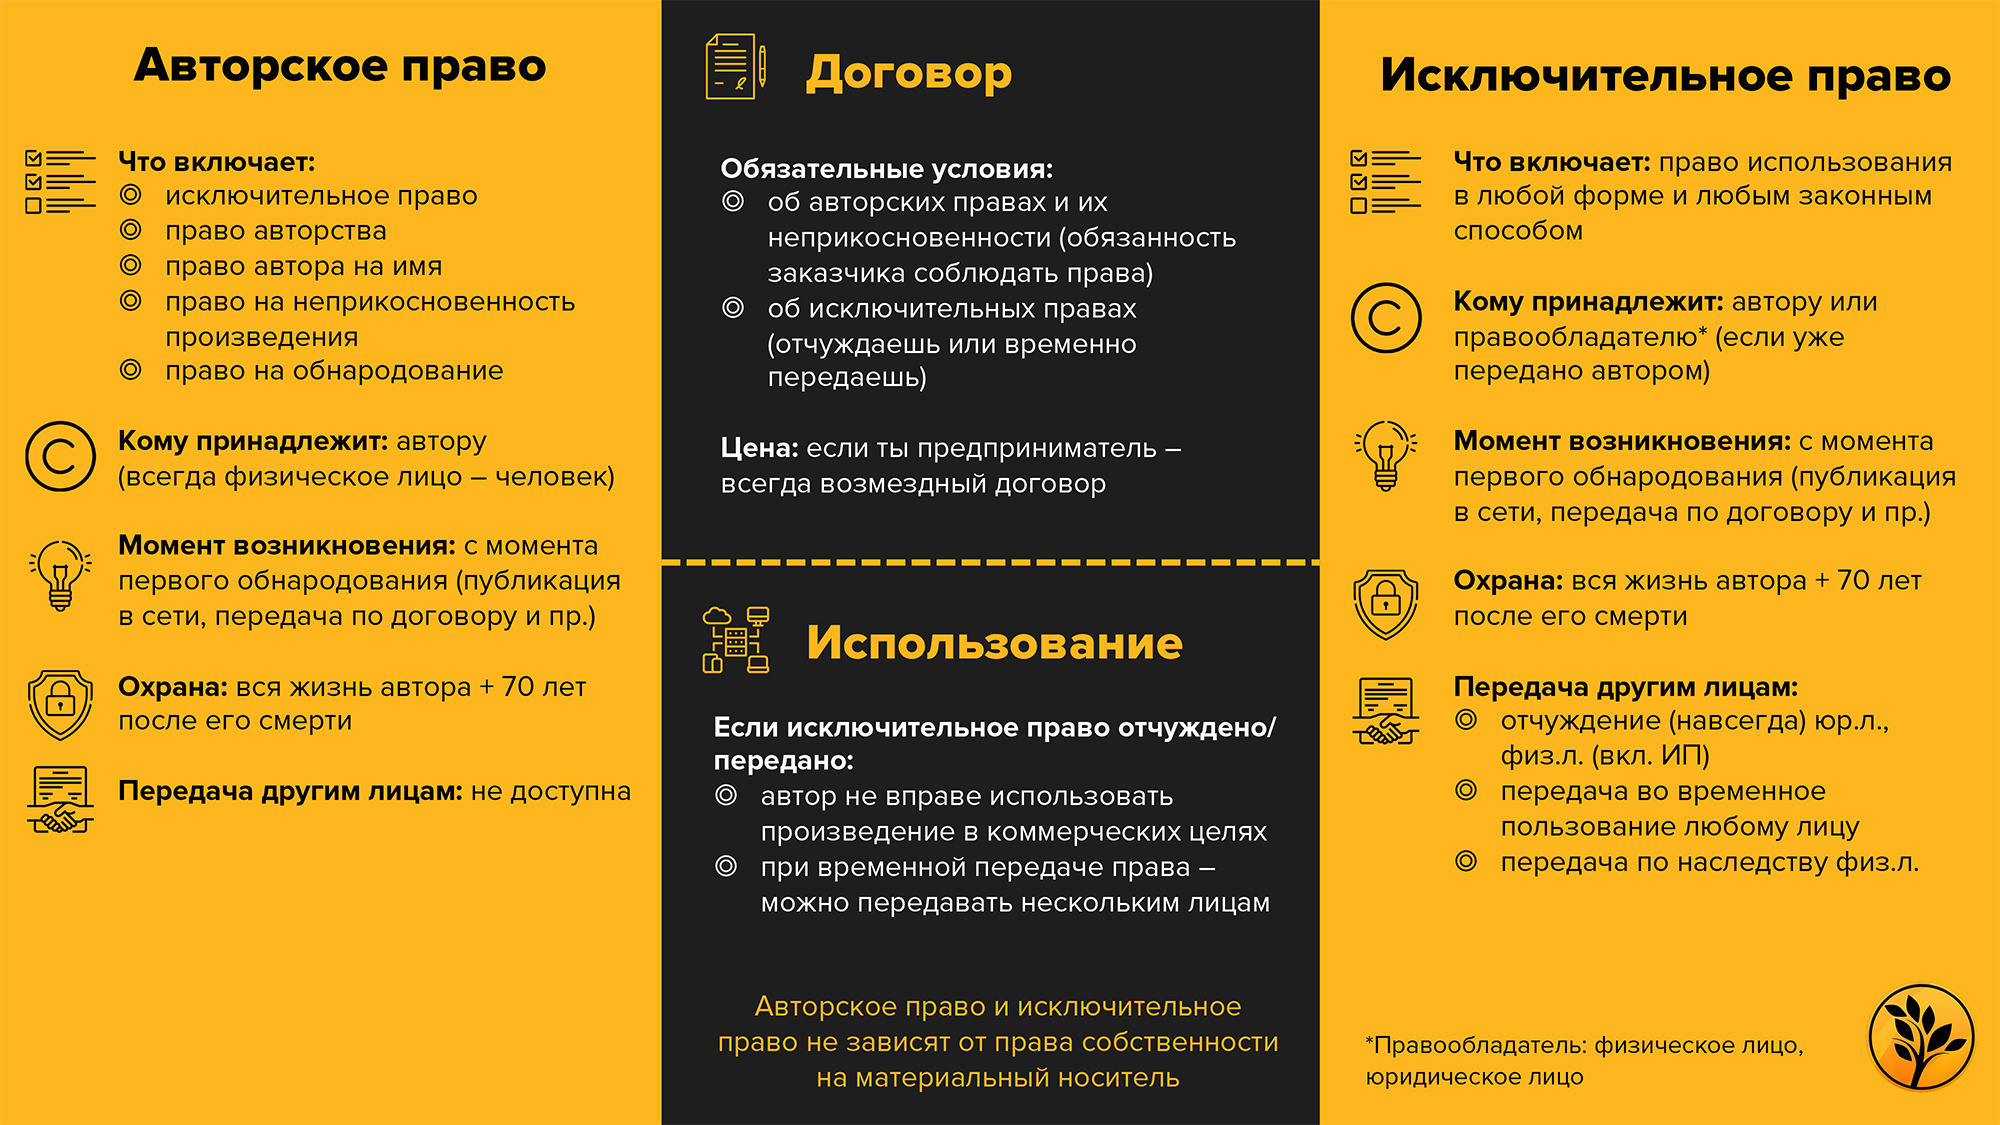 Авторское право
Что включает:
исключительное право
право авторства
право автора на имя
право на неприкосновенность
произведения
право на обнародование
Кому принадлежит: автору
(всегда физическое лицо – человек)
Момент возникновения: с момента
первого обнародования (публикация
в сети, передача по договору и пр.)
Охрана: вся жизнь автора + 70 лет
после его смерти
Передача другим лицам: не доступна
Договор
Обязательные условия:
об авторских правах и их
неприкосновенности (обязанность
заказчика соблюдать права)
об исключительных правах
(отчуждаешь или временно
передаешь)
Цена: если ты предприниматель –
всегда возмездный договор
Использование
Если исключительное право отчуждено/
передано:
автор не вправе использовать
произведение в коммерческих целях
при временной передаче права –
можно передавать нескольким лицам
Авторское право и исключительное
право не зависят от права собственности
на материальный носитель
Исключительное право
Что включает: право использования
в любой форме и любым законным
способом
Кому принадлежит: автору или
правообладателю* (если уже
передано автором)
Момент возникновения: с момента
первого обнародования (публикация
в сети, передача по договору и пр.)
Охрана: вся жизнь автора + 70 лет
после его смерти
Передача другим лицам:
отчуждение (навсегда) юр.л.,
физ.л. (вкл. ИП)
передача во временное
пользование любому лицу
передача по наследству физ.л.
*Правообладатель: физическое лицо,
юридическое лицо